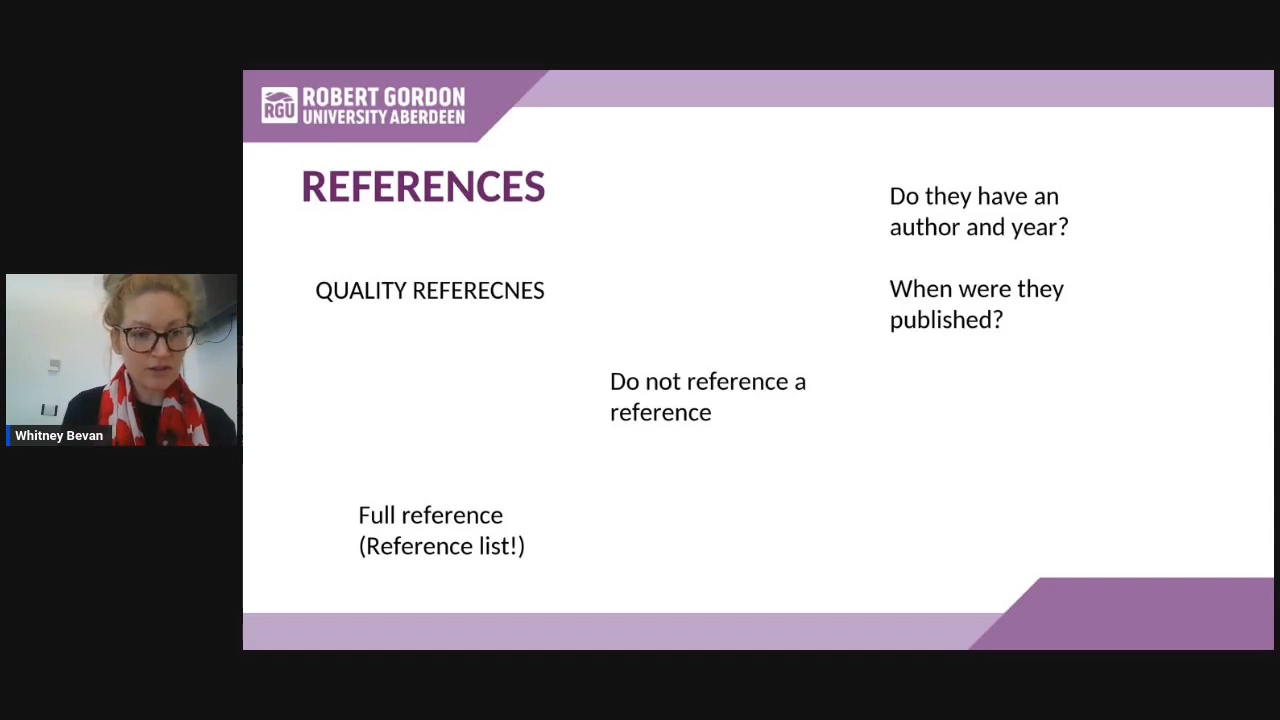 RGU
ROBERT GORDON
UNIVERSITY ABERDEEN
REFERENCES
Do they have an
author and year?
QUALITY REFERECNES
When were they
published?
Do not reference a
reference
Whitney Bevan
Full reference
(Reference list!)